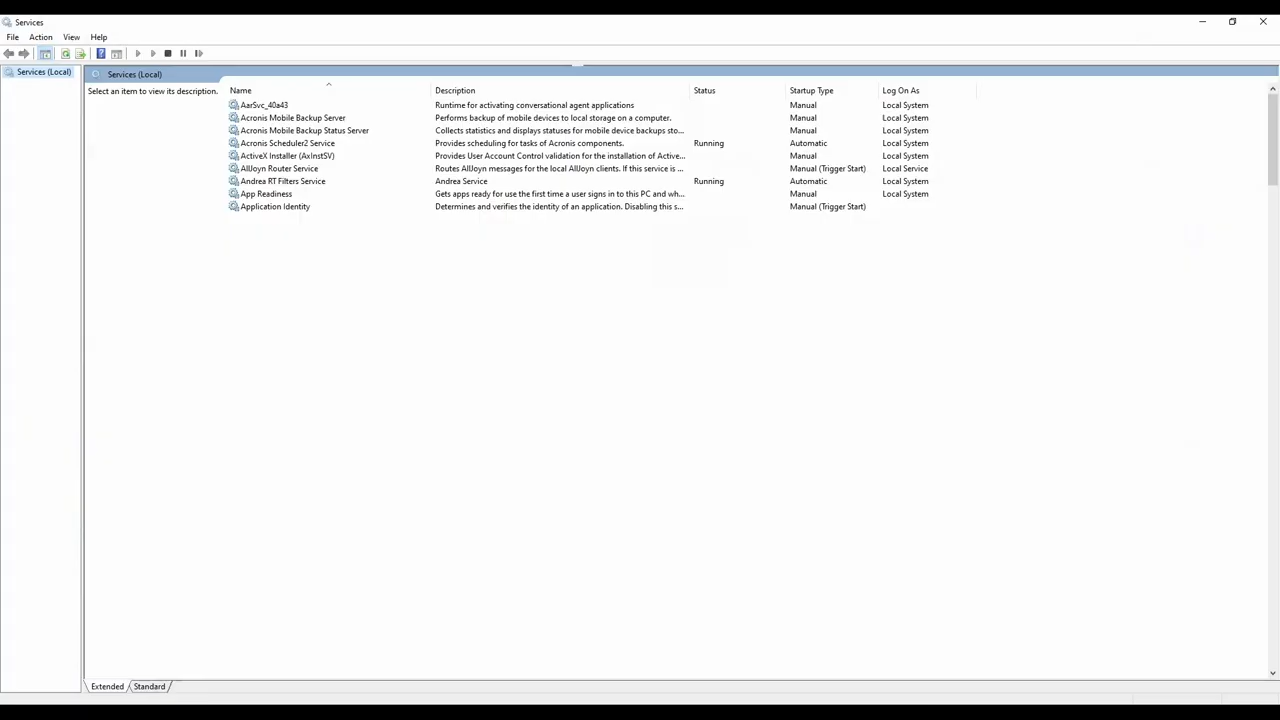 Services
File Action View Help
Services (Local)
Services (Local)
Select an item to view its description.
Name Description Status Startup Type Log On As
AarSvc_40a43 Runtime for activating conversational agent applications Manual Local System
Acronis Mobile Backup Server Performs backup of mobile devices to local storage on a computer. Manual Local System
Acronis Mobile Backup Status Server Collects statistics and displays statuses for mobile device backups sto... Manual Local System
Acronis Scheduler2 Service Provides scheduling for tasks of Acronis components. Running Automatic Local System
ActiveX Installer (AxInstSV) Provides User Account Control validation for the installation of Active... Manual Local System
AllJoyn Router Service Routes AllJoyn messages for the local AllJoyn clients. If this service is ... Manual (Trigger Start) Local Service
Andrea RT Filters Service Andrea Service Running Automatic Local System
App Readiness Gets apps ready for use the first time a user signs in to this PC and wh... Manual Local System
Application Identity Determines and verifies the identity of an application. Disabling this s... Manual (Trigger Start)
Extended Standard